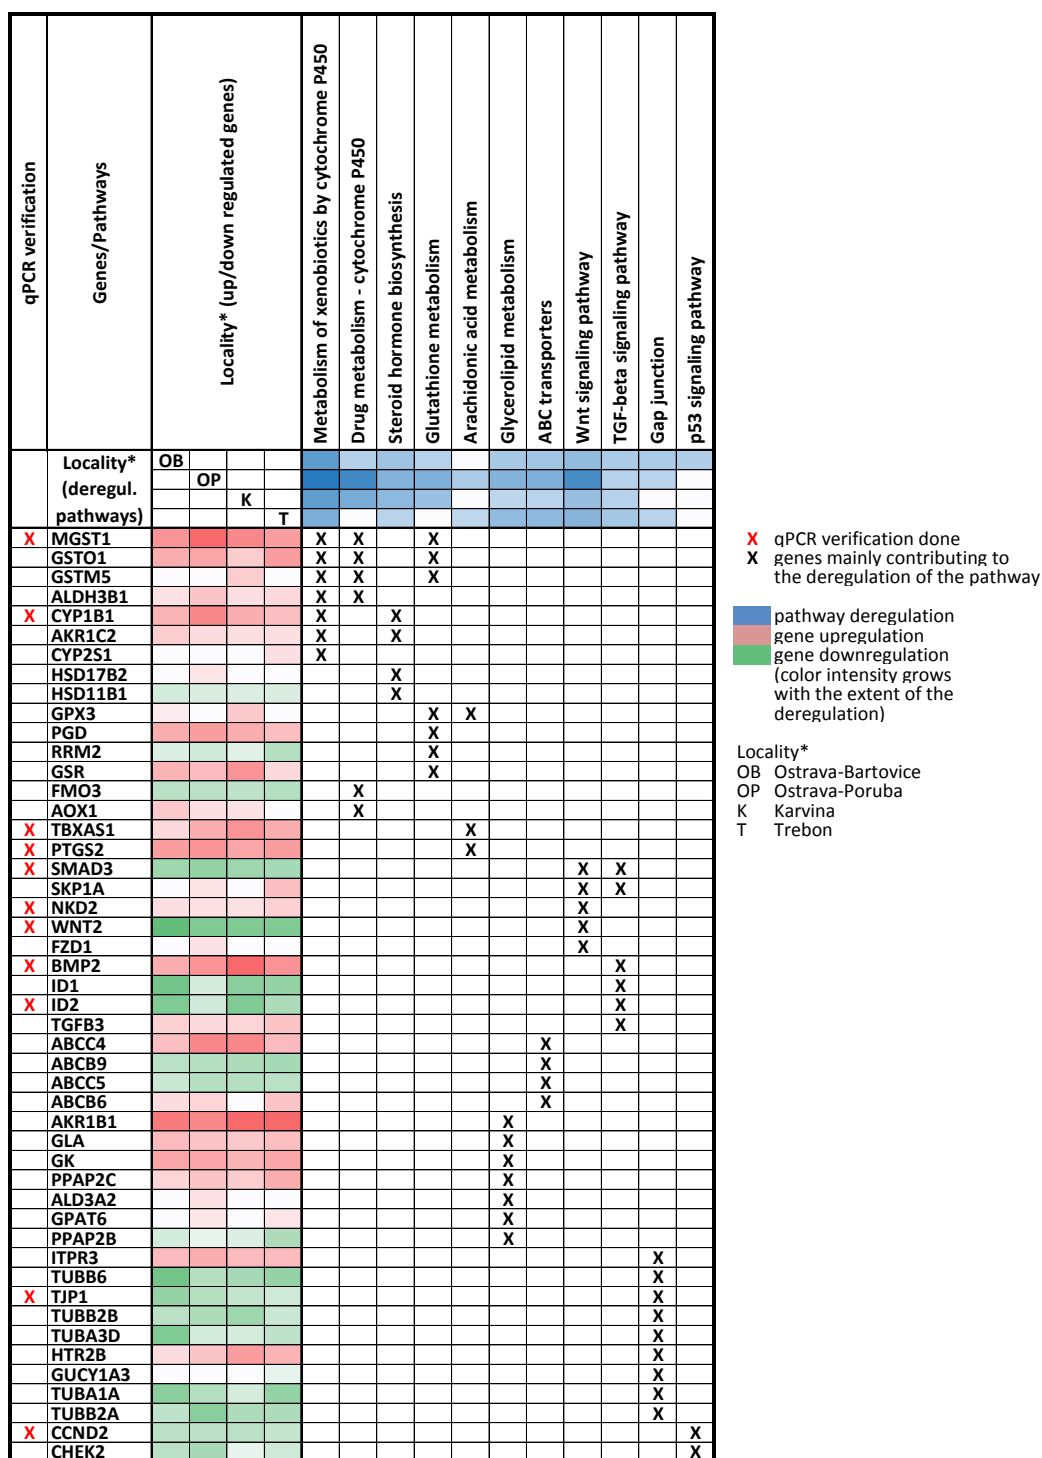 qPCR verification
Genes/Pathways
Locality* (up/down regulated genes)
Metabolism of xenobiotics by cytochrome P450
Drug metabolism - cytochrome P450
Steroid hormone biosynthesis
Glutathione metabolism
Arachidonic acid metabolism
Glycerolipid metabolism
ABC transporters
Wnt signaling pathway
TGF-beta signaling pathway
Gap junction
p53 signaling pathway
Locality* OB
(deregul. OP
K
pathways) T
X MGST1 X X X
GSTO1 X X X
GSTM5 X X X
ALDH3B1 X X
X CYP1B1 X X
AKR1C2 X X
CYP2S1 X
HSD17B2 X
HSD11B1 X
GPX3 X X
PGD X
RRM2 X
GSR X
FMO3 X
AOX1 X
X TBXAS1 X
X PTGS2 X
X SMAD3 X X
SKP1A X X
X NKD2 X
X WNT2 X
FZD1 X
X BMP2 X
ID1 X
X ID2 X
TGFB3 X
ABCC4 X
ABCB9 X
ABCC5 X
ABCB6 X
AKR1B1 X
GLA X
GK X
PPAP2C X
ALD3A2 X
GPAT6 X
PPAP2B X
ITPR3 X
TUBB6 X
X TJP1 X
TUBB2B X
TUBA3D X
HTR2B X
GUCY1A3 X
TUBA1A X
TUBB2A X
X CCND2 X
CHEK2 X
X qPCR verification done
X genes mainly contributing to
the deregulation of the pathway
pathway deregulation
gene upregulation
gene downregulation
(color intensity grows
with the extent of the
deregulation)
Locality*
OB Ostrava-Bartovice
OP Ostrava-Poruba
K Karvina
T Trebon